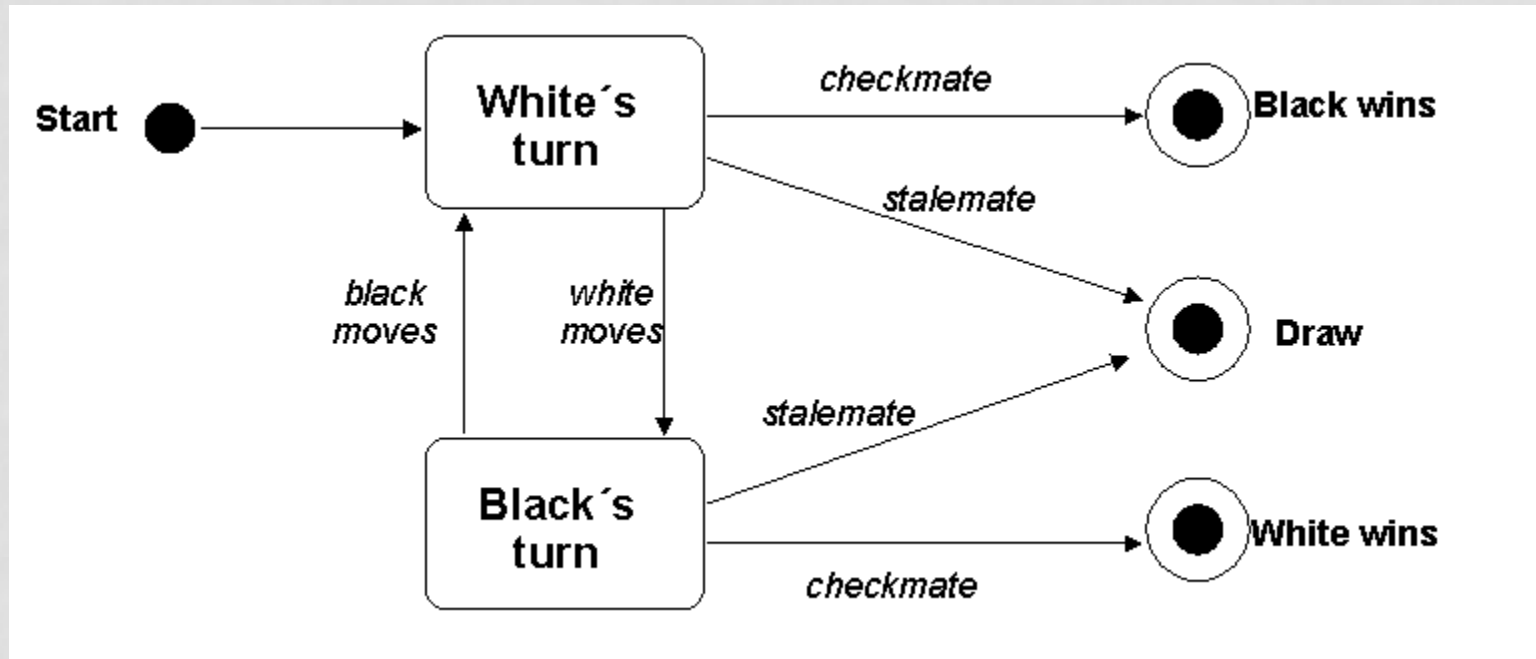 Start
White´s
turn
checkmate
Black wins
stalemate
black
moves
white
moves
Draw
stalemate
Black´s
turn
White wins
checkmate